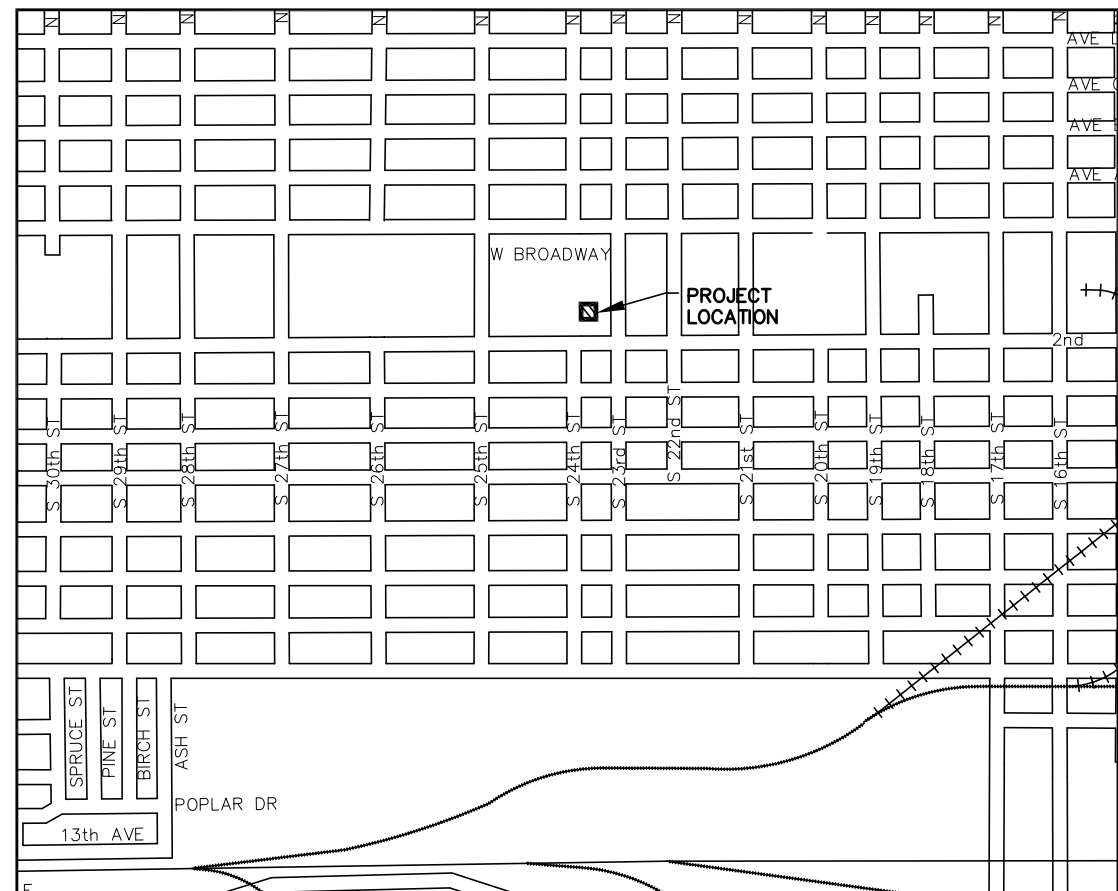 N N N N N N N N N N N N N N N
AVE
AVE
AVE
AVE
W BROADWAY
PROJECT
LOCATION
2nd
S 30th ST
S 29th ST
S 28th ST
S 27th ST
S 26th ST
S 25th ST
S 24th ST
S 23rd ST
S 22nd ST
S 21st ST
S 20th ST
S 19th ST
S 18th ST
S 17th ST
S 16th ST
SPRUCE ST
PINE ST
BIRCH ST
ASH ST
POPLAR DR
13th AVE